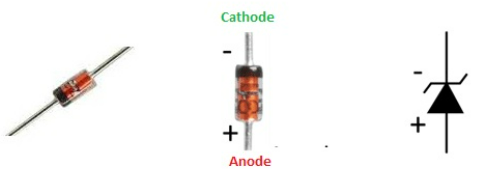 Cathode
- -
+ +
Anode